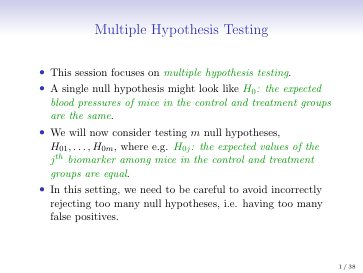 Multiple Hypothesis Testing
• This session focuses on multiple hypothesis testing.
• A single null hypothesis might look like H₀: the expected
blood pressures of mice in the control and treatment groups
are the same.
• We will now consider testing m null hypotheses,
H₀₁, . . . , H₀ₘ, where e.g. H₀ⱼ: the expected values of the
jᵗʰ biomarker among mice in the control and treatment
groups are equal.
• In this setting, we need to be careful to avoid incorrectly
rejecting too many null hypotheses, i.e. having too many
false positives.
1 / 38